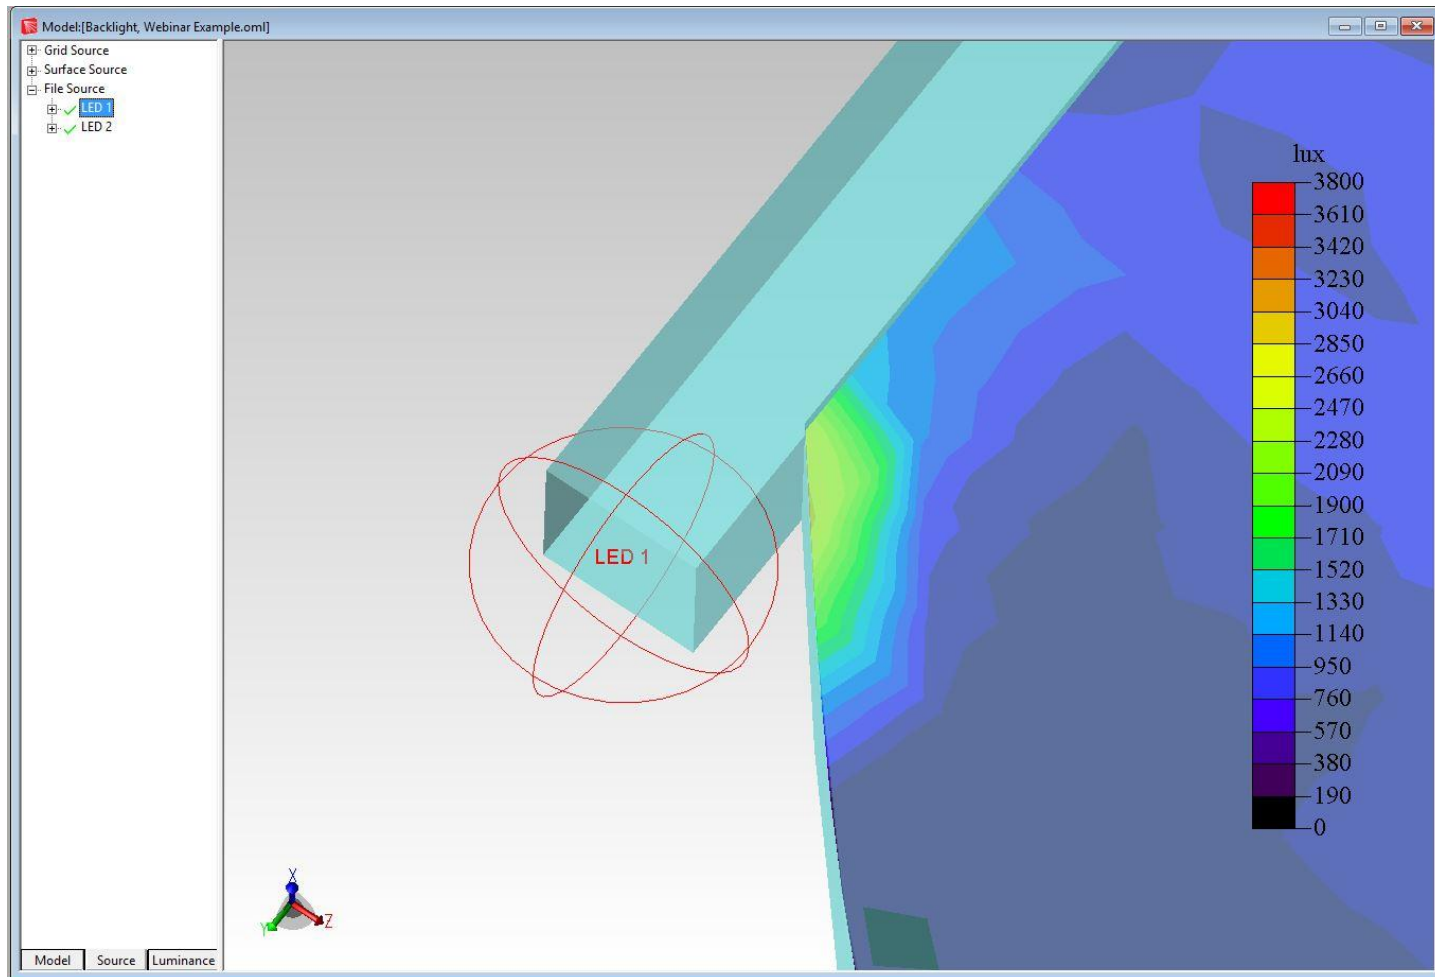 Model:[Backlight, Webinar Example.oml]
Grid Source
Surface Source
File Source
LED 1
LED 2
lux
3800
3610
3420
3230
3040
2850
2660
2470
2280
2090
1900
1710
1520
1330
1140
950
760
570
380
190
0
LED 1
X
Y
Z
Model Source Luminance